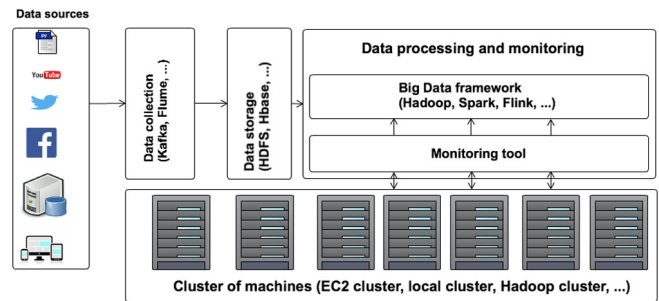 Data sources
py
YouTube
Data collection
(Kafka, Flume, ...)
Data storage
(HDFS, Hbase, ...)
Data processing and monitoring
Big Data framework
(Hadoop, Spark, Flink, ...)
Monitoring tool
Cluster of machines (EC2 cluster, local cluster, Hadoop cluster, ...)